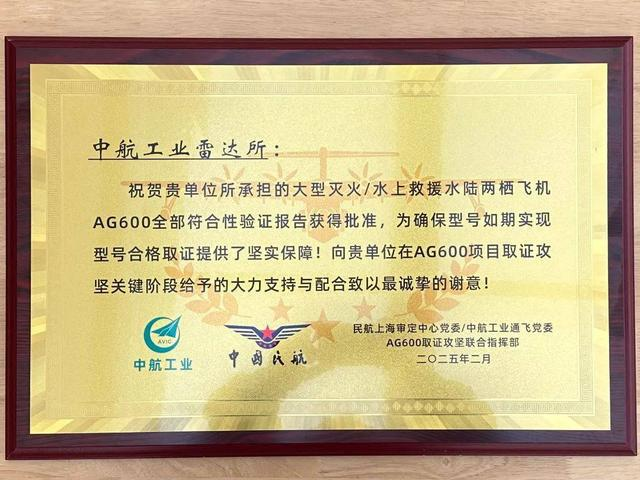 中航工业雷达所：
祝贺贵单位所承担的大型灭火/水上救援水陆两栖飞机
AG600全部符合性验证报告获得批准，为确保型号如期实现
型号合格取证提供了坚实保障！向贵单位在AG600项目取证攻
坚关键阶段给予的大力支持与配合致以最诚挚的谢意！
AVIC
中航工业
中国民航
民航上海审定中心党委/中航工业通飞党委
AG600取证攻坚联合指挥部
二〇二五年二月